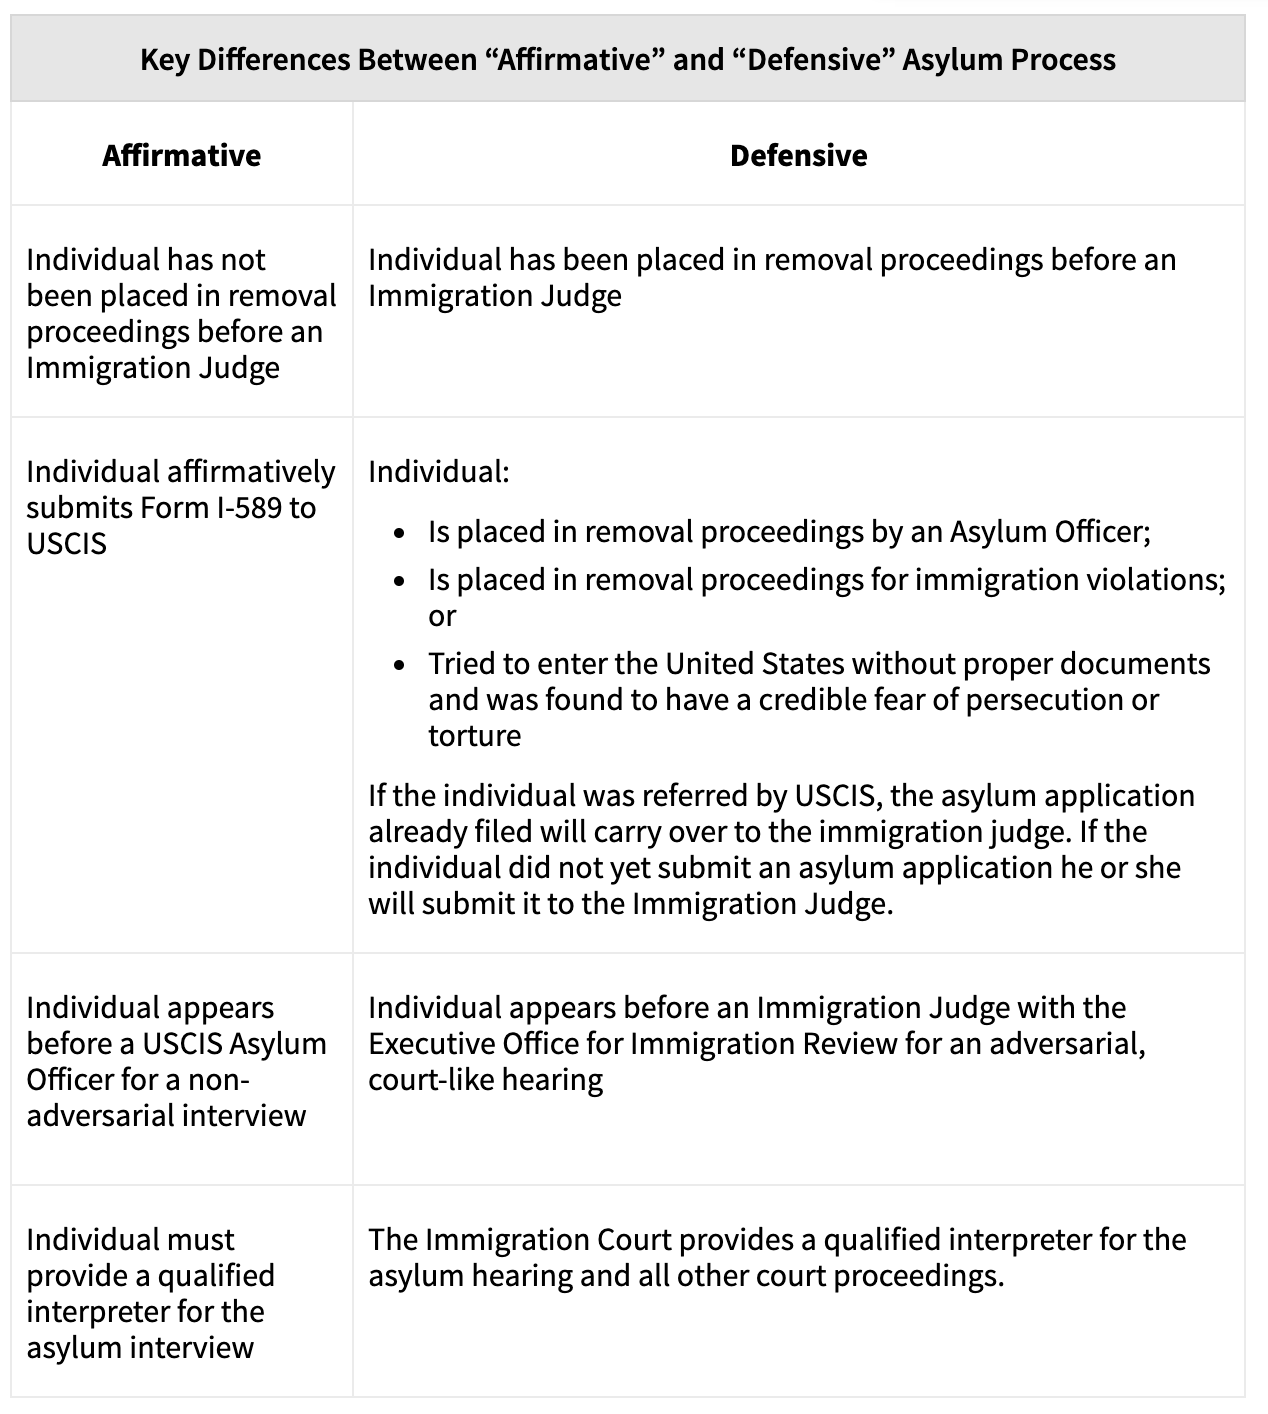 Key Differences Between “Affirmative” and “Defensive” Asylum Process
Affirmative
Defensive
Individual has not
been placed in removal
proceedings before an
Immigration Judge
Individual has been placed in removal proceedings before an
Immigration Judge
Individual affirmatively
submits Form I-589 to
USCIS
Individual:
• Is placed in removal proceedings by an Asylum Officer;
• Is placed in removal proceedings for immigration violations;
or
• Tried to enter the United States without proper documents
and was found to have a credible fear of persecution or
torture
If the individual was referred by USCIS, the asylum application
already filed will carry over to the immigration judge. If the
individual did not yet submit an asylum application he or she
will submit it to the Immigration Judge.
Individual appears
before a USCIS Asylum
Officer for a non-
adversarial interview
Individual appears before an Immigration Judge with the
Executive Office for Immigration Review for an adversarial,
court-like hearing
Individual must
provide a qualified
interpreter for the
asylum interview
The Immigration Court provides a qualified interpreter for the
asylum hearing and all other court proceedings.